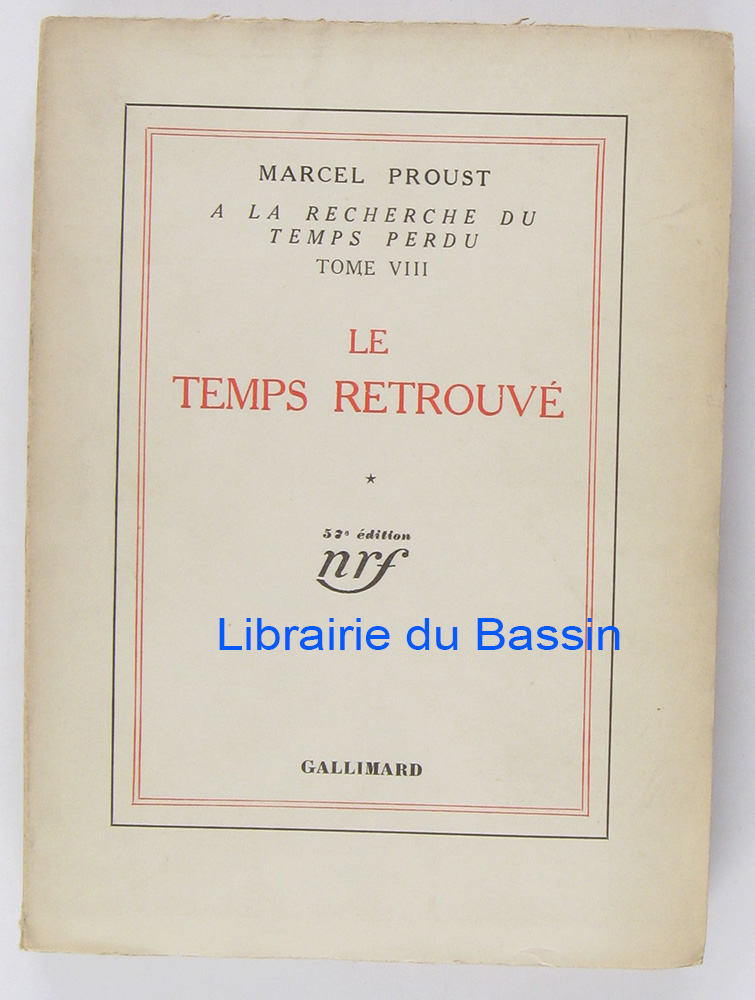 MARCEL PROUST
A LA RECHERCHE DU
TEMPS PERDU
TOME VIII
LE
TEMPS RETROUVÉ
*
57e édition
nrf
Librairie du Bassin
GALLIMARD